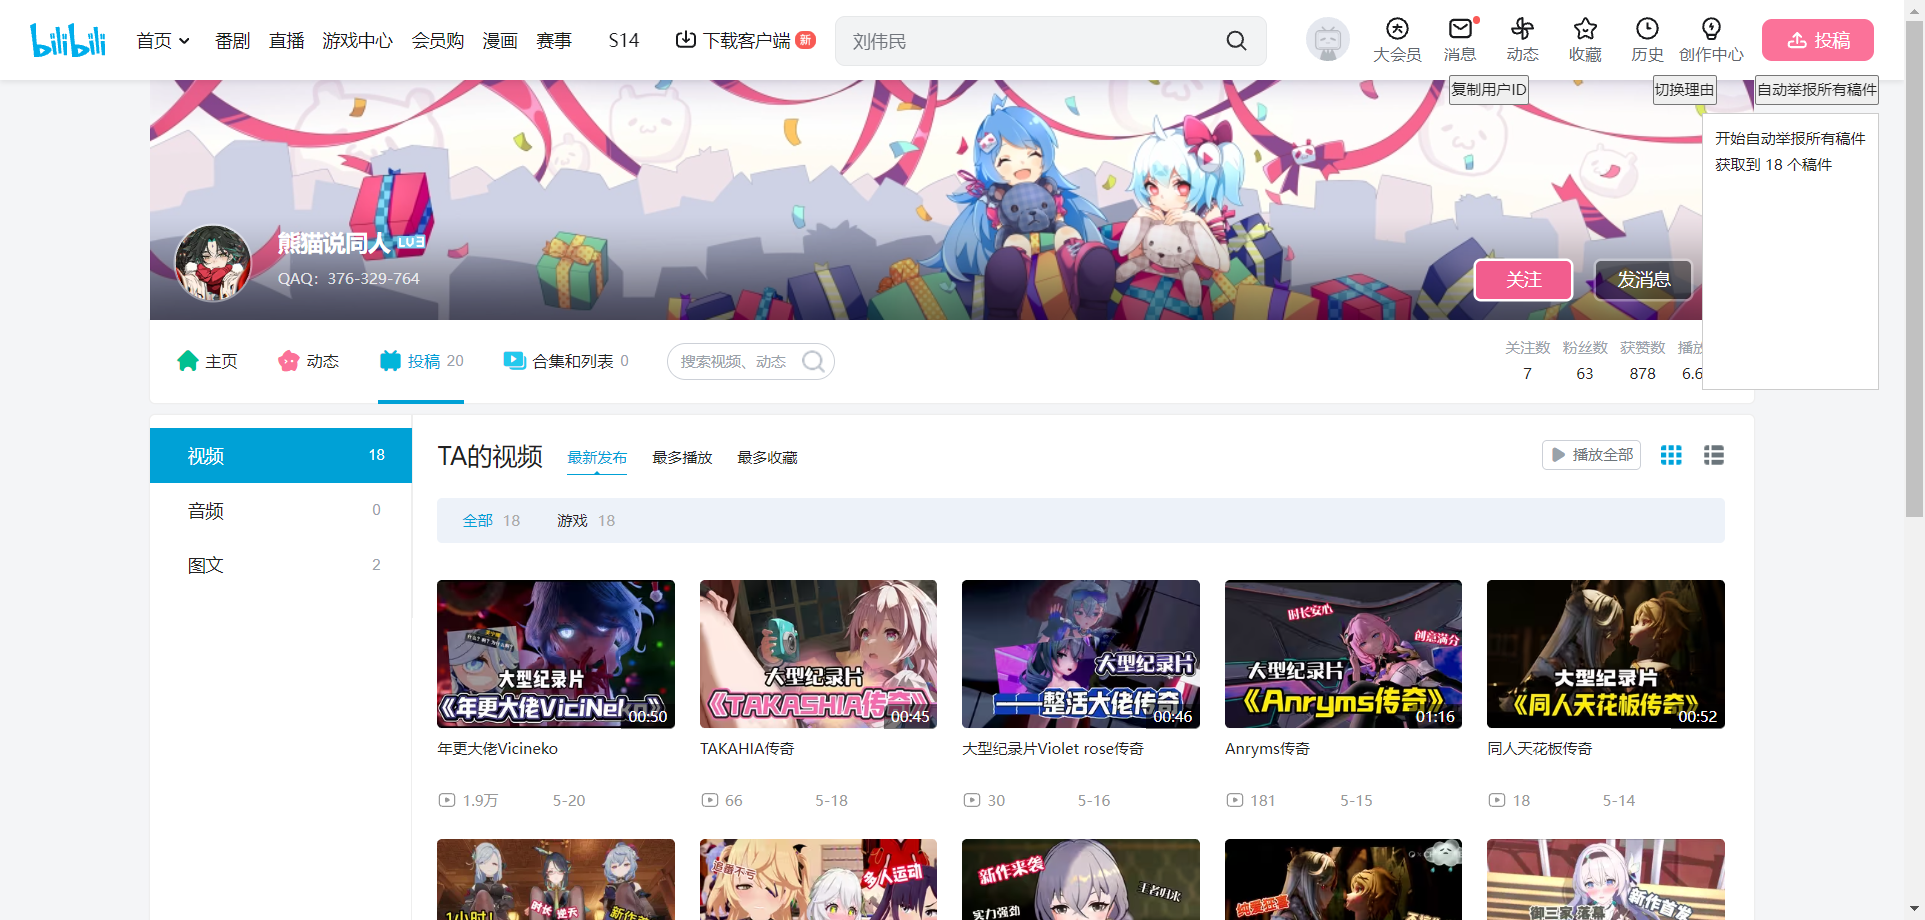 bilibili
首页
番剧
直播
游戏中心
会员购
漫画
赛事
S14
下载客户端
新
刘伟民
大会员
消息
动态
收藏
历史
创作中心
投稿
复制用户ID
切换理由
自动举报所有稿件
开始自动举报所有稿件
获取到 18 个稿件
熊猫说同人 LV3
QAQ：376-329-764
关注
发消息
主页
动态
投稿 20
合集和列表 0
搜索视频、动态
关注数
7
粉丝数
63
获赞数
878
播放
6.6
视频 18
音频 0
图文 2
TA的视频
最新发布
最多播放
最多收藏
播放全部
全部 18
游戏 18
大型纪录片
《年更大佬ViciNel
00:50
大型纪录片
《TAKASHIA传奇》
00:45
大型纪录片
——整活大佬传奇
00:46
时长安心
创意满分
大型纪录片
《Anryms传奇》
01:16
大型纪录片
《同人天花板传奇》
00:52
年更大佬Vicineko
TAKAHIA传奇
大型纪录片Violet rose传奇
Anryms传奇
同人天花板传奇
1.9万
5-20
66
5-18
30
5-16
181
5-15
18
5-14
1小时!
时长 逆天
追番不亏
多人运动
新作来袭
王者归来
实力强劲
纯爱狂喜
新作首发
御三家 落幕